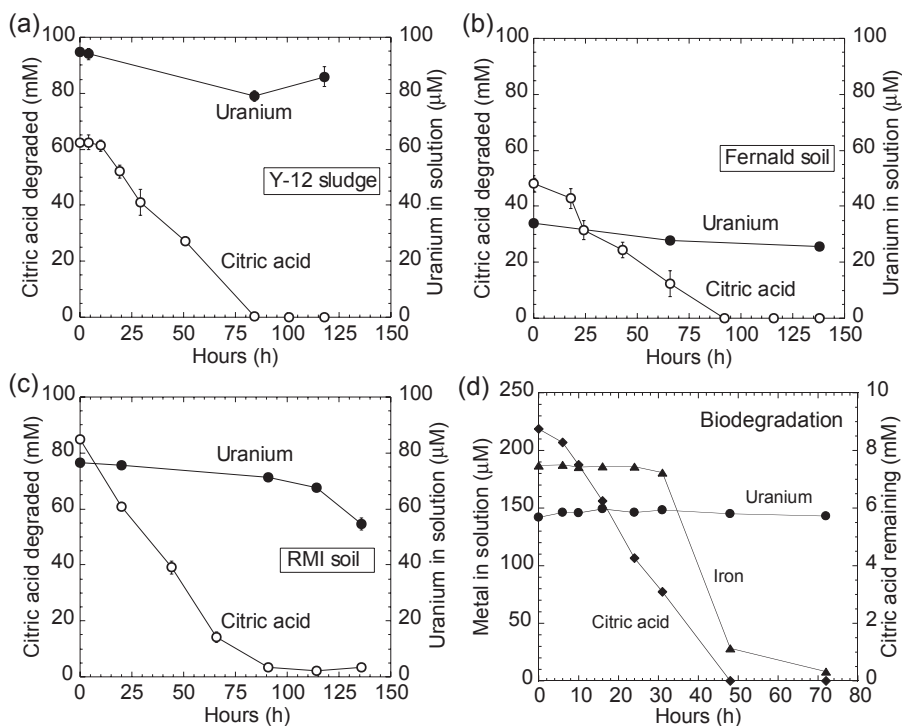 (a)
100
80
60
40
20
0
Citric acid degraded (mM)
100
80
60
40
20
0
Uranium in solution (μM)
Uranium
Y-12 sludge
Citric acid
0 25 50 75 100 125 150
Hours (h)
(b)
100
80
60
40
20
0
Citric acid degraded (mM)
100
80
60
40
20
0
Uranium in solution (μM)
Fernald soil
Uranium
Citric acid
0 25 50 75 100 125 150
Hours (h)
(c)
100
80
60
40
20
0
Citric acid degraded (mM)
100
80
60
40
20
0
Uranium in solution (μM)
Uranium
RMI soil
Citric acid
0 25 50 75 100 125 150
Hours (h)
(d)
250
200
150
100
50
0
Metal in solution (μM)
10
8
6
4
2
0
Citric acid remaining (mM)
Biodegradation
Uranium
Iron
Citric acid
0 10 20 30 40 50 60 70 80
Hours (h)